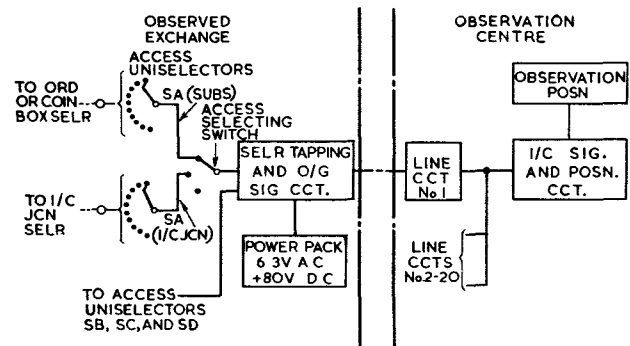 OBSERVED
EXCHANGE
OBSERVATION
CENTRE
ACCESS
UNISELECTORS
TO ORD
OR COIN
BOX SELR
SA (SUBS)
ACCESS
SELECTING
SWITCH
OBSERVATION
POSN
SELR TAPPING
AND O/G
SIG CCT.
LINE
CCT
No. 1
I/C SIG.
AND POSN.
CCT.
TO I/C
JCN
SELR
SA
(I/C JCN)
POWER PACK
6 3V A C
+80V D C
LINE
CCTS
No. 2-20
TO ACCESS
UNISELECTORS
SB, SC, AND SD